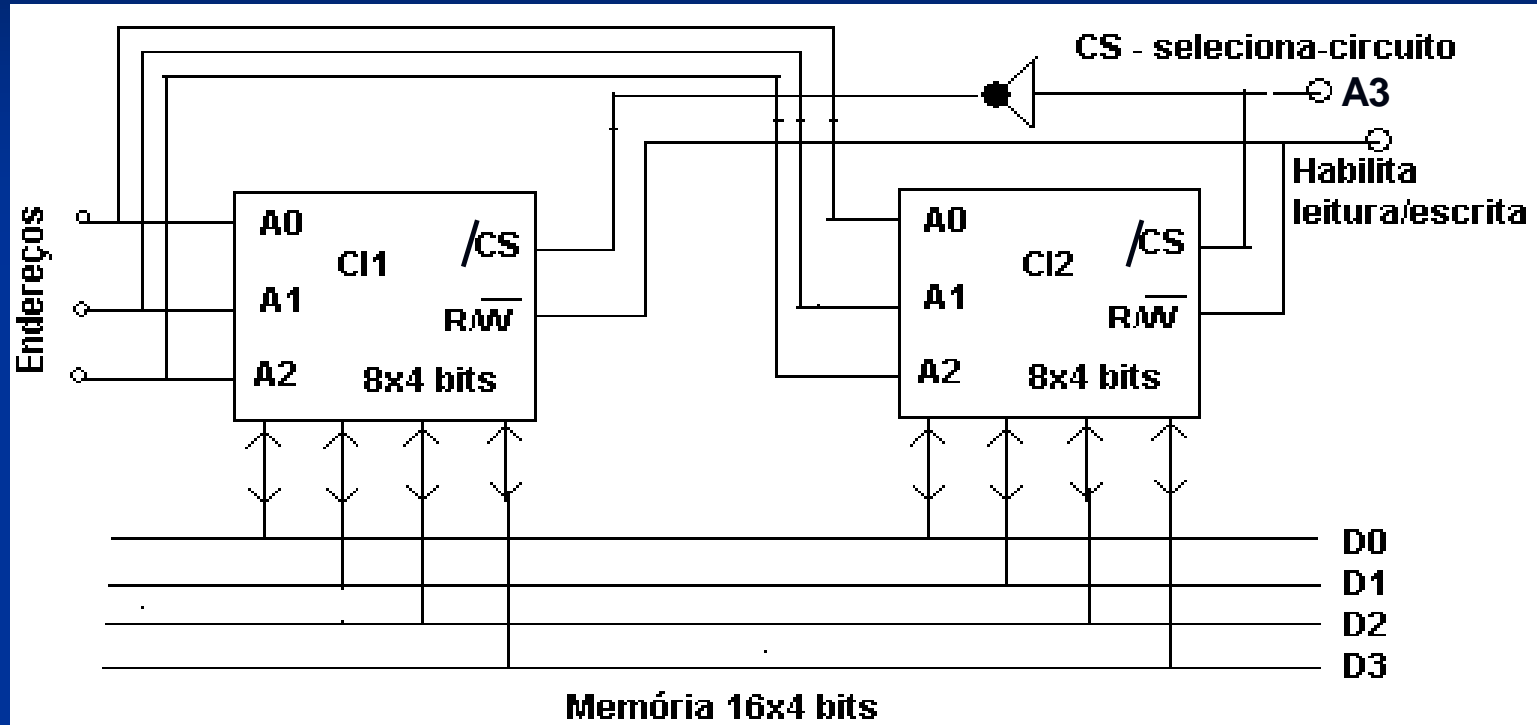 CS - seleciona-circuito
A3
Habilita
leitura/escrita
Endereços
A0
/CS
CI1
A1
R/W̅
A2
8x4 bits
A0
/CS
CI2
A1
R/W̅
A2
8x4 bits
D0
D1
D2
D3
Memória 16x4 bits